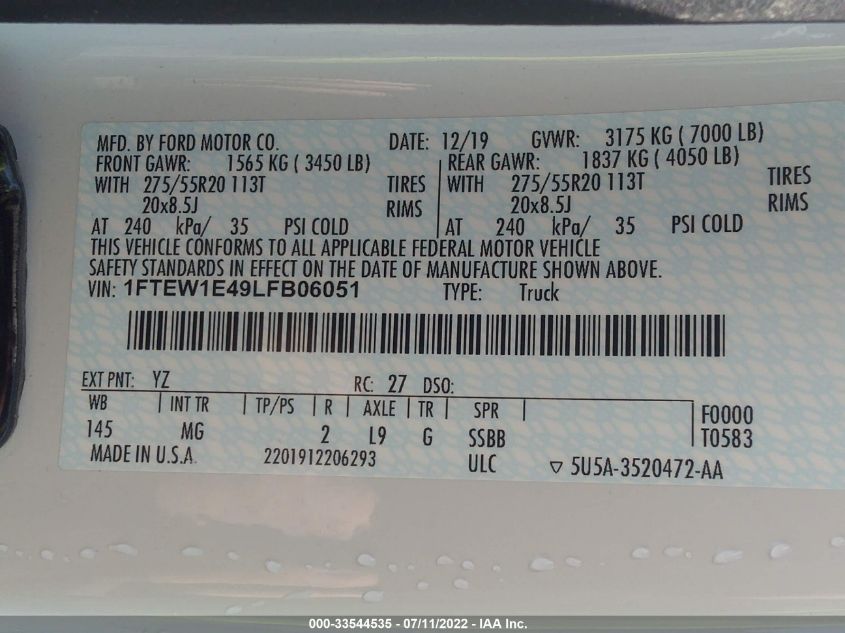 MFD. BY FORD MOTOR CO. DATE: 12/19 GVWR: 3175 KG ( 7000 LB)
FRONT GAWR: 1565 KG ( 3450 LB) REAR GAWR: 1837 KG ( 4050 LB)
WITH 275/55R20 113T TIRES WITH 275/55R20 113T TIRES
20x8.5J RIMS 20x8.5J RIMS
AT 240 kPa/ 35 PSI COLD AT 240 kPa/ 35 PSI COLD
THIS VEHICLE CONFORMS TO ALL APPLICABLE FEDERAL MOTOR VEHICLE
SAFETY STANDARDS IN EFFECT ON THE DATE OF MANUFACTURE SHOWN ABOVE.
VIN: 1FTEW1E49LFB06051 TYPE: Truck
EXT PNT: YZ RC: 27 DSO:
WB INT TR TP/PS R AXLE TR SPR F0000
145 MG 2 L9 G SSBB T0583
MADE IN U.S.A. 2201912206293 ULC ▽ 5U5A-3520472-AA
000-33544535 - 07/11/2022 - IAA Inc.